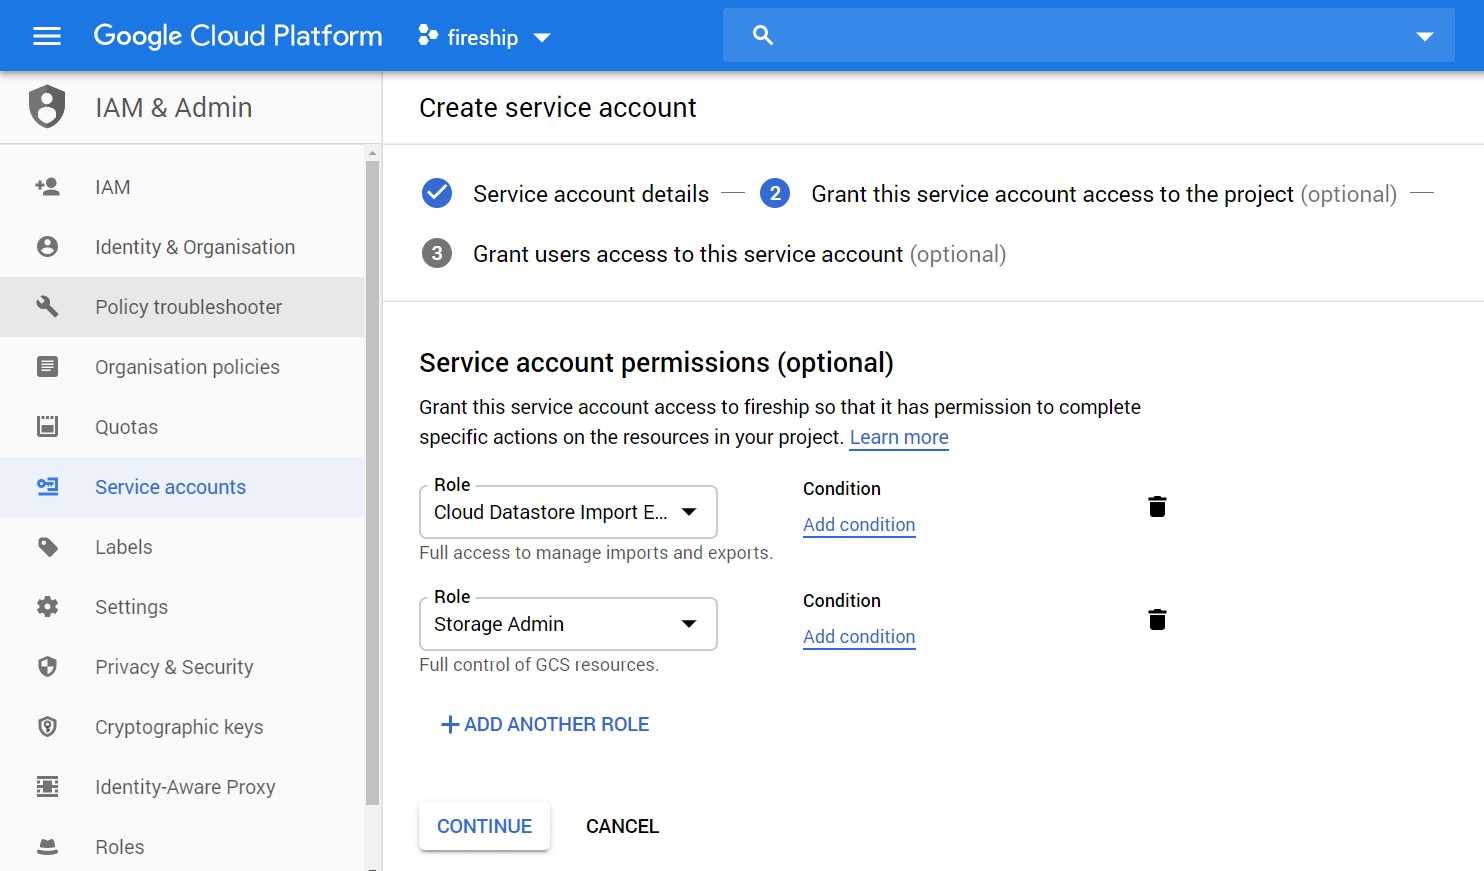 Google Cloud Platform
fireship
IAM & Admin
IAM
Identity & Organisation
Policy troubleshooter
Organisation policies
Quotas
Service accounts
Labels
Settings
Privacy & Security
Cryptographic keys
Identity-Aware Proxy
Roles
Create service account
Service account details — 2 Grant this service account access to the project (optional) —
3 Grant users access to this service account (optional)
Service account permissions (optional)
Grant this service account access to fireship so that it has permission to complete
specific actions on the resources in your project. Learn more
Role
Cloud Datastore Import E...
Full access to manage imports and exports.
Condition
Add condition
Role
Storage Admin
Full control of GCS resources.
Condition
Add condition
+ ADD ANOTHER ROLE
CONTINUE CANCEL